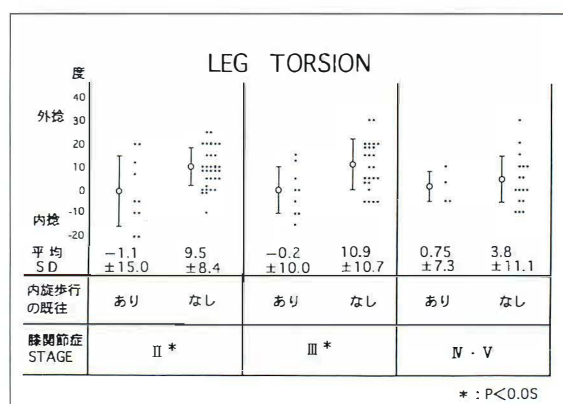 LEG TORSION
度
40
外捻 30
20
10
0
-10
内捻
-20
平均 −1.1 9.5 −0.2 10.9 0.75 3.8
SD ±15.0 ±8.4 ±10.0 ±10.7 ±7.3 ±11.1
内旋歩行
の既往 あり なし あり なし あり なし
膝関節症
STAGE Ⅱ* Ⅲ* Ⅳ・Ⅴ
*:P<0.0S